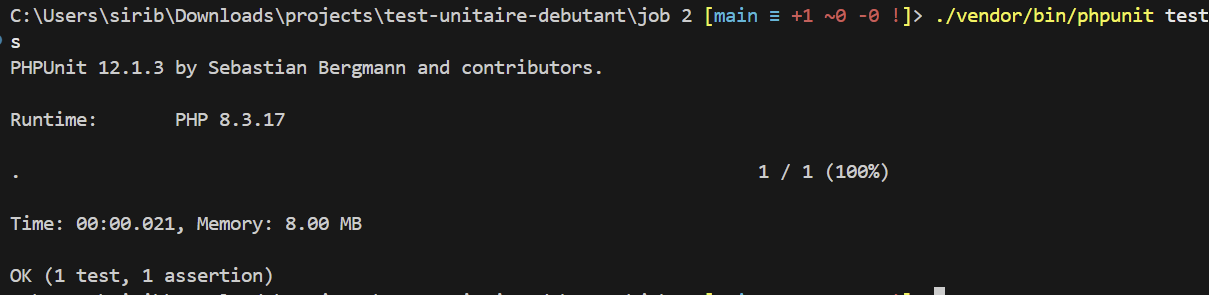 C:\Users\sirib\Downloads\projects\test-unitaire-debutant\job 2 [main ≡ +1 ~0 -0 !]> ./vendor/bin/phpunit test
s
PHPUnit 12.1.3 by Sebastian Bergmann and contributors.
Runtime:       PHP 8.3.17
.                                                                   1 / 1 (100%)
Time: 00:00.021, Memory: 8.00 MB
OK (1 test, 1 assertion)